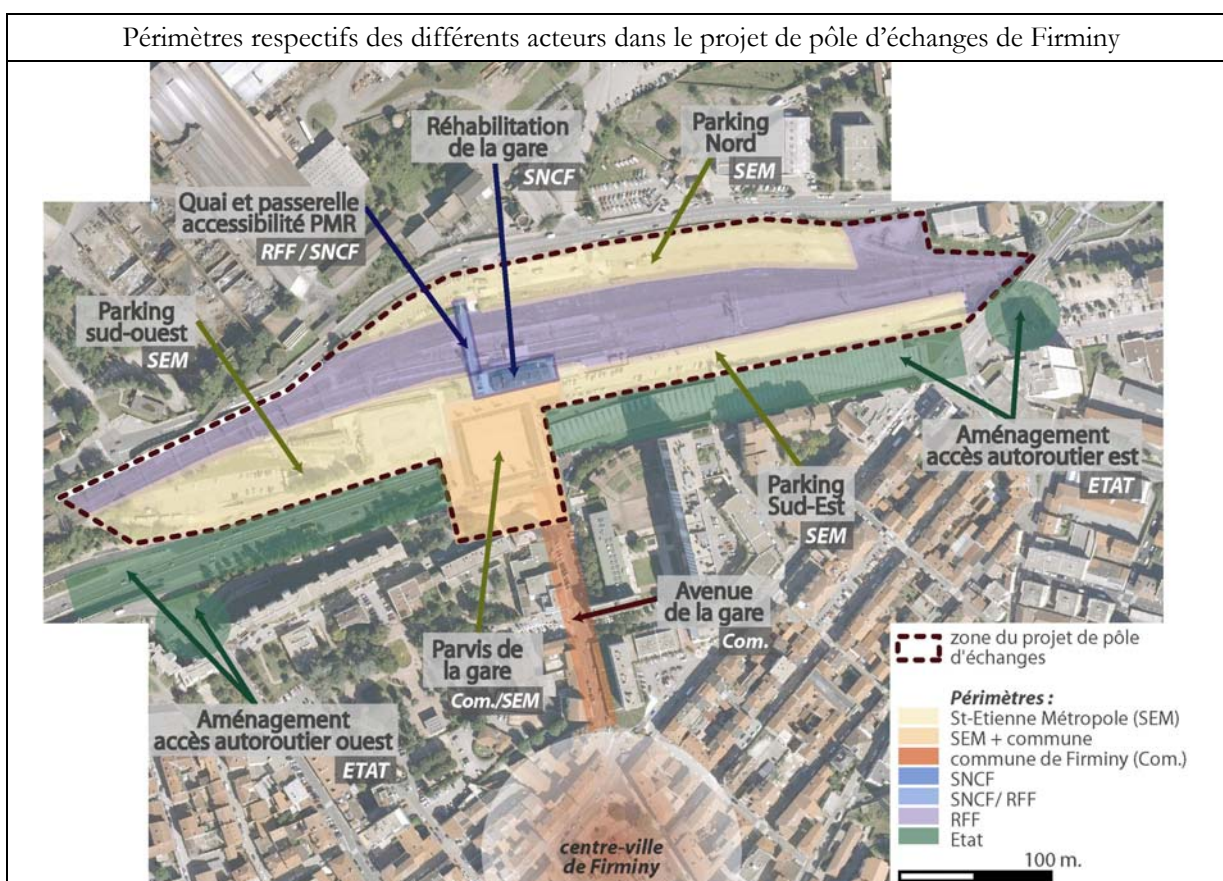 Périmètres respectifs des différents acteurs dans le projet de pôle d'échanges de Firminy
Réhabilitation
de la gare
SNCF
Parking
Nord
SEM
Quai et passerelle
accessibilité PMR
RFF / SNCF
Parking
sud-ouest
SEM
Aménagement
accès autoroutier est
ETAT
Parking
Sud-Est
SEM
Avenue
de la gare
Com.
Parvis de
la gare
Com./SEM
Aménagement
accès autoroutier ouest
ETAT
centre-ville
de Firminy
zone du projet de pôle
d'échanges
Périmètres :
St-Etienne Métropole (SEM)
SEM + commune
commune de Firminy (Com.)
SNCF
SNCF/ RFF
RFF
Etat
100 m.